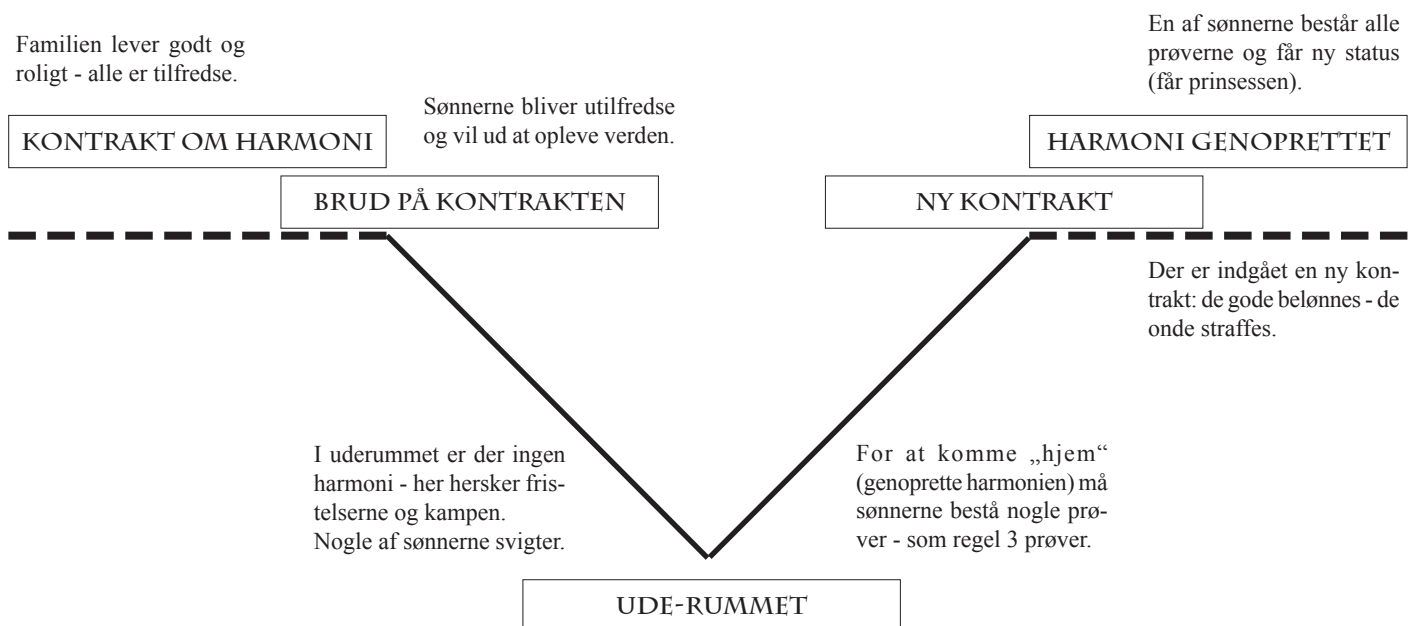 Familien lever godt og
roligt - alle er tilfredse.
KONTRAKT OM HARMONI
Sønnerne bliver utilfredse
og vil ud at opleve verden.
BRUD PÅ KONTRAKTEN
I uderummet er der ingen
harmoni - her hersker fris-
telserne og kampen.
Nogle af sønnerne svigter.
UDE-RUMMET
For at komme „hjem“
(genoprette harmonien) må
sønnerne bestå nogle prø-
ver - som regel 3 prøver.
NY KONTRAKT
En af sønnerne består alle
prøverne og får ny status
(får prinsessen).
HARMONI GENOPRETTET
Der er indgået en ny kon-
trakt: de gode belønnes - de
onde straffes.